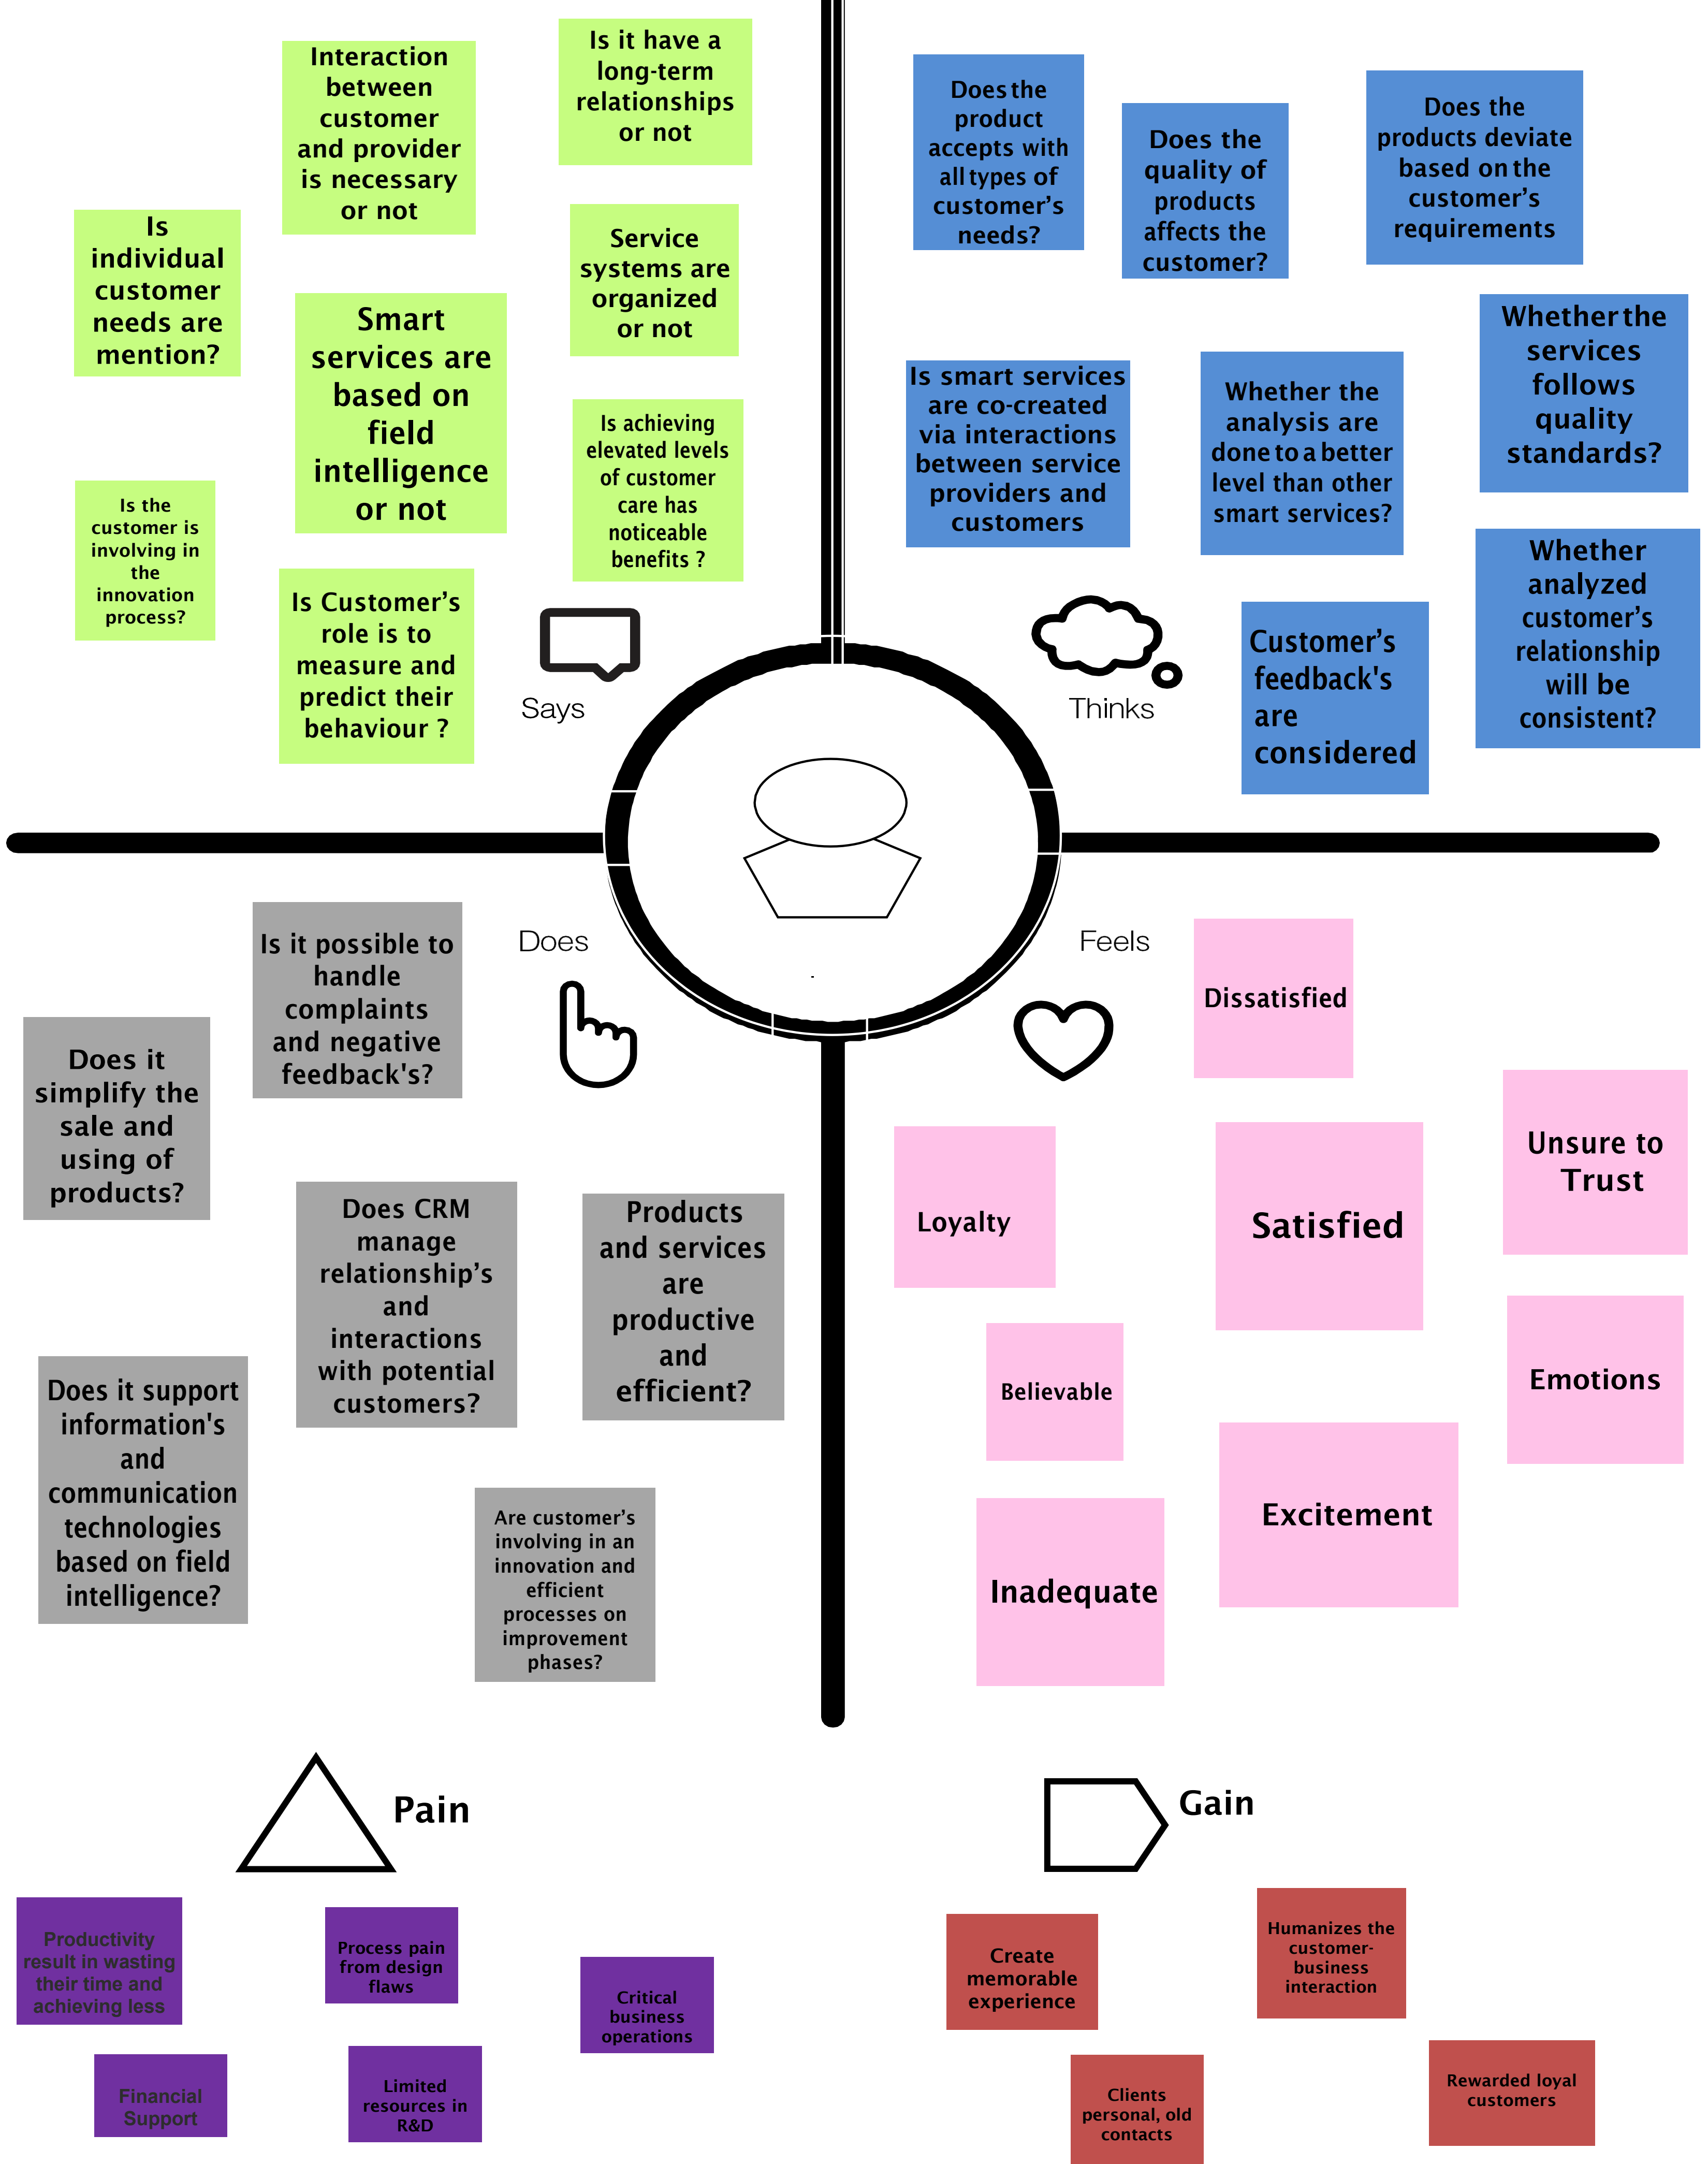 Interaction
between
customer
and provider
is necessary
or not
Is it have a
long-term
relationships
or not
Is
individual
customer
needs are
mention?
Service
systems are
organized
or not
Smart
services are
based on
field
intelligence
or not
Is achieving
elevated levels
of customer
care has
noticeable
benefits ?
Is the
customer is
involving in
the
innovation
process?
Is Customer’s
role is to
measure and
predict their
behaviour ?
Says
Does the
product
accepts with
all types of
customer’s
needs?
Does the
quality of
products
affects the
customer?
Does the
products deviate
based on the
customer’s
requirements
Whether the
services
follows
quality
standards?
Is smart services
are co-created
via interactions
between service
providers and
customers
Whether the
analysis are
done to a better
level than other
smart services?
Whether
analyzed
customer’s
relationship
will be
consistent?
Customer’s
feedback's
are
considered
Thinks
Does
Is it possible to
handle
complaints
and negative
feedback's?
Does it
simplify the
sale and
using of
products?
Does CRM
manage
relationship’s
and
interactions
with potential
customers?
Products
and services
are
productive
and
efficient?
Does it support
information's
and
communication
technologies
based on field
intelligence?
Are customer’s
involving in an
innovation and
efficient
processes on
improvement
phases?
Feels
Dissatisfied
Unsure to
Trust
Loyalty
Satisfied
Believable
Emotions
Excitement
Inadequate
Pain
Productivity
result in wasting
their time and
achieving less
Process pain
from design
flaws
Critical
business
operations
Financial
Support
Limited
resources in
R&D
Gain
Create
memorable
experience
Humanizes the
customer-
business
interaction
Clients
personal, old
contacts
Rewarded loyal
customers